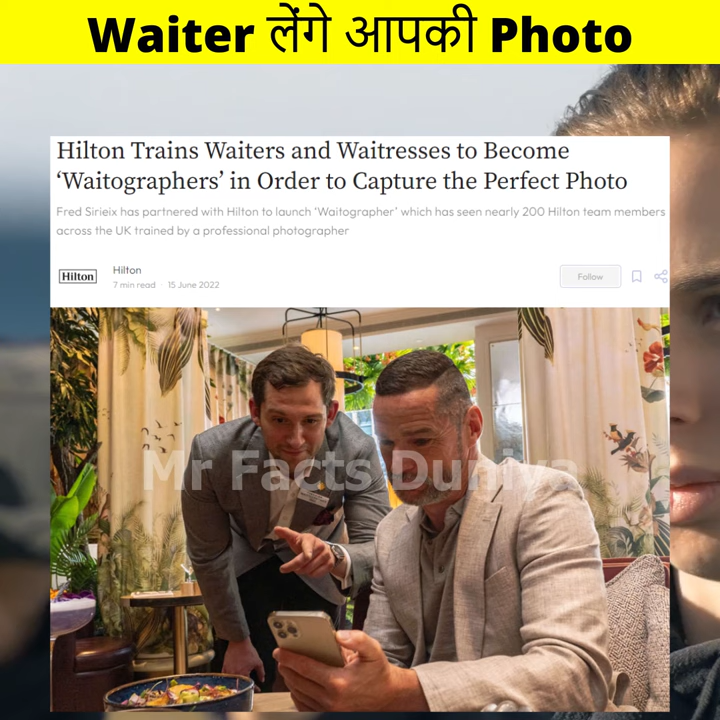 Waiter लेंगे आपकी Photo
Hilton Trains Waiters and Waitresses to Become
‘Waitographers’ in Order to Capture the Perfect Photo
Fred Sirieix has partnered with Hilton to launch ‘Waitographer’ which has seen nearly 200 Hilton team members
across the UK trained by a professional photographer
Hilton
Hilton
7 min read · 15 June 2022
Follow
Mr Facts Duniya